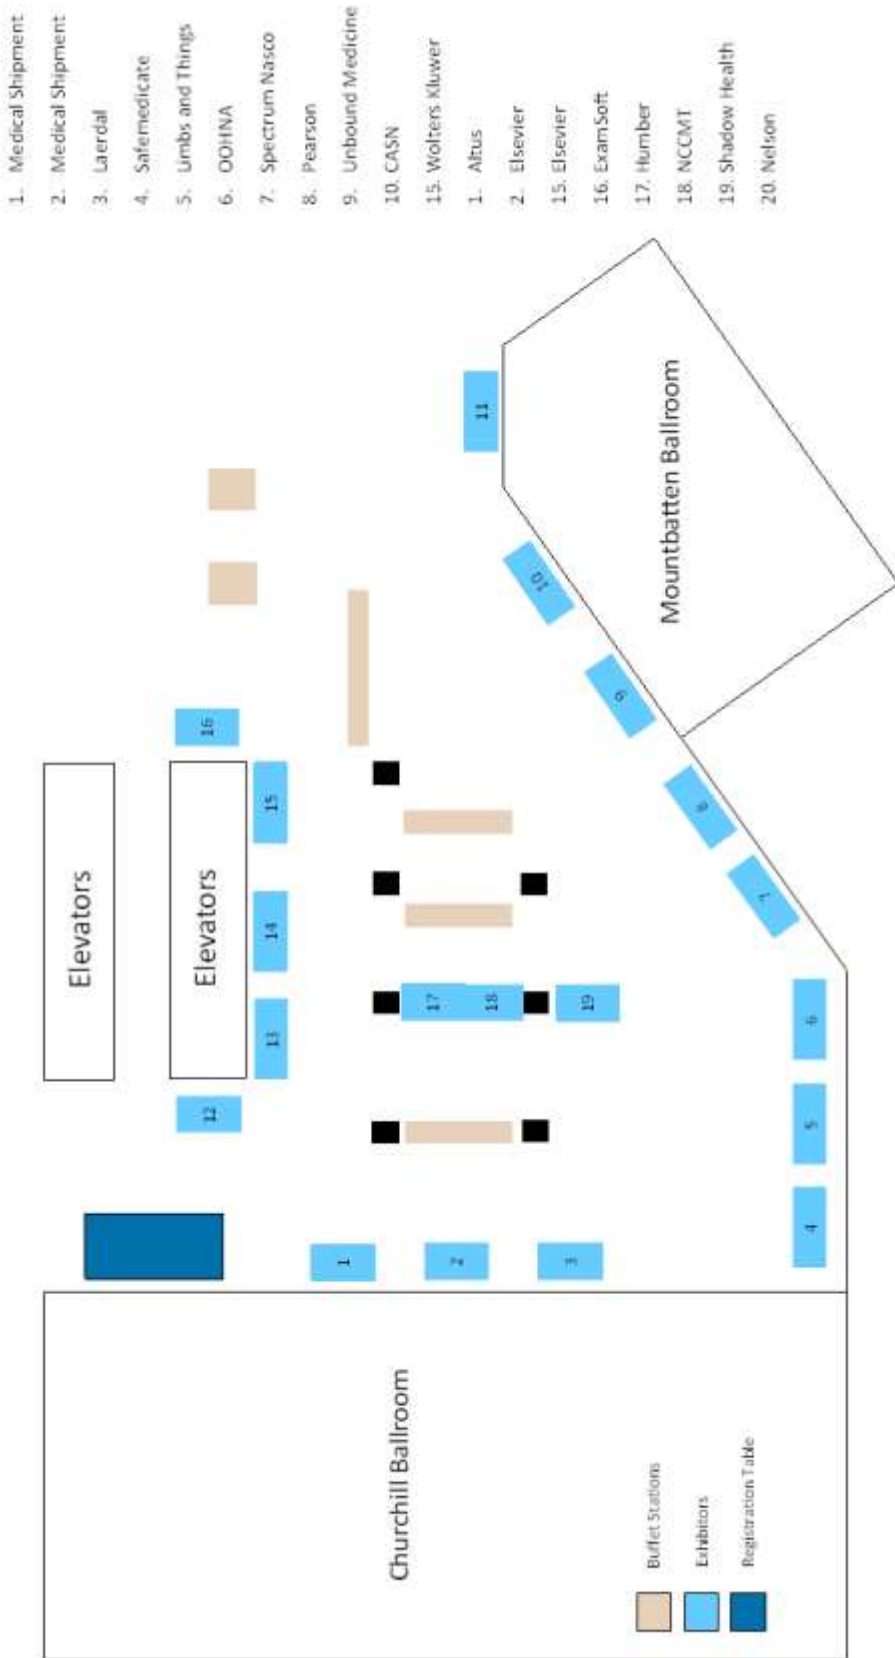 1. Medical Shipment
2. Medical Shipment
3. Laerdal
4. Safemedicate
5. Limbs and Things
6. OOHNA
7. Spectrum Nasco
8. Pearson
9. Unbound Medicine
10. CASN
15. Wolters Kluwer
1. Altus
2. Elsevier
15. Elsevier
16. ExamSoft
17. Humber
18. NCCMT
19. Shadow Health
20. Nelson
Elevators
Elevators
12
16
13
14
15
1
2
3
17
18
19
4
5
6
7
8
9
10
11
Churchill Ballroom
Mountbatten Ballroom
Buffet Stations
Exhibitors
Registration Table